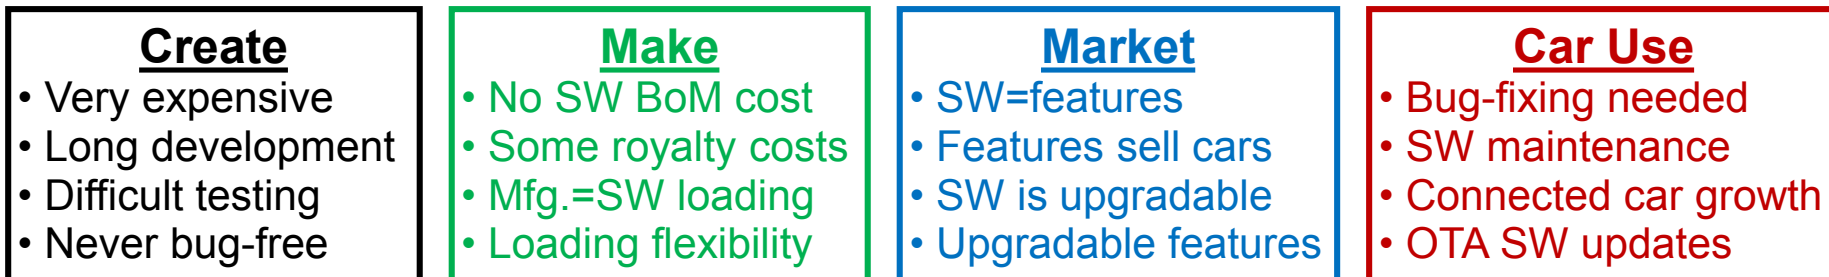 Create
• Very expensive
• Long development
• Difficult testing
• Never bug-free
Make
• No SW BoM cost
• Some royalty costs
• Mfg.=SW loading
• Loading flexibility
Market
• SW=features
• Features sell cars
• SW is upgradable
• Upgradable features
Car Use
• Bug-fixing needed
• SW maintenance
• Connected car growth
• OTA SW updates